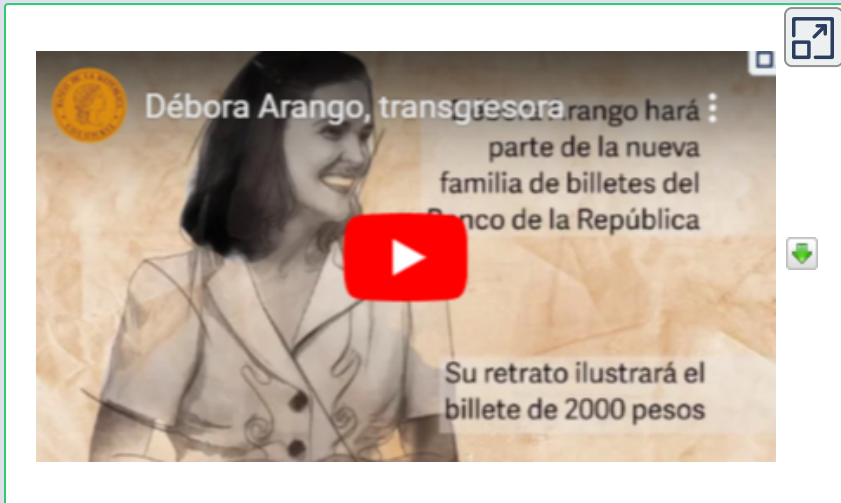 Débora Arango, transgresora
Arango hará
parte de la nueva
familia de billetes del
Banco de la República
Su retrato ilustrará el
billete de 2000 pesos